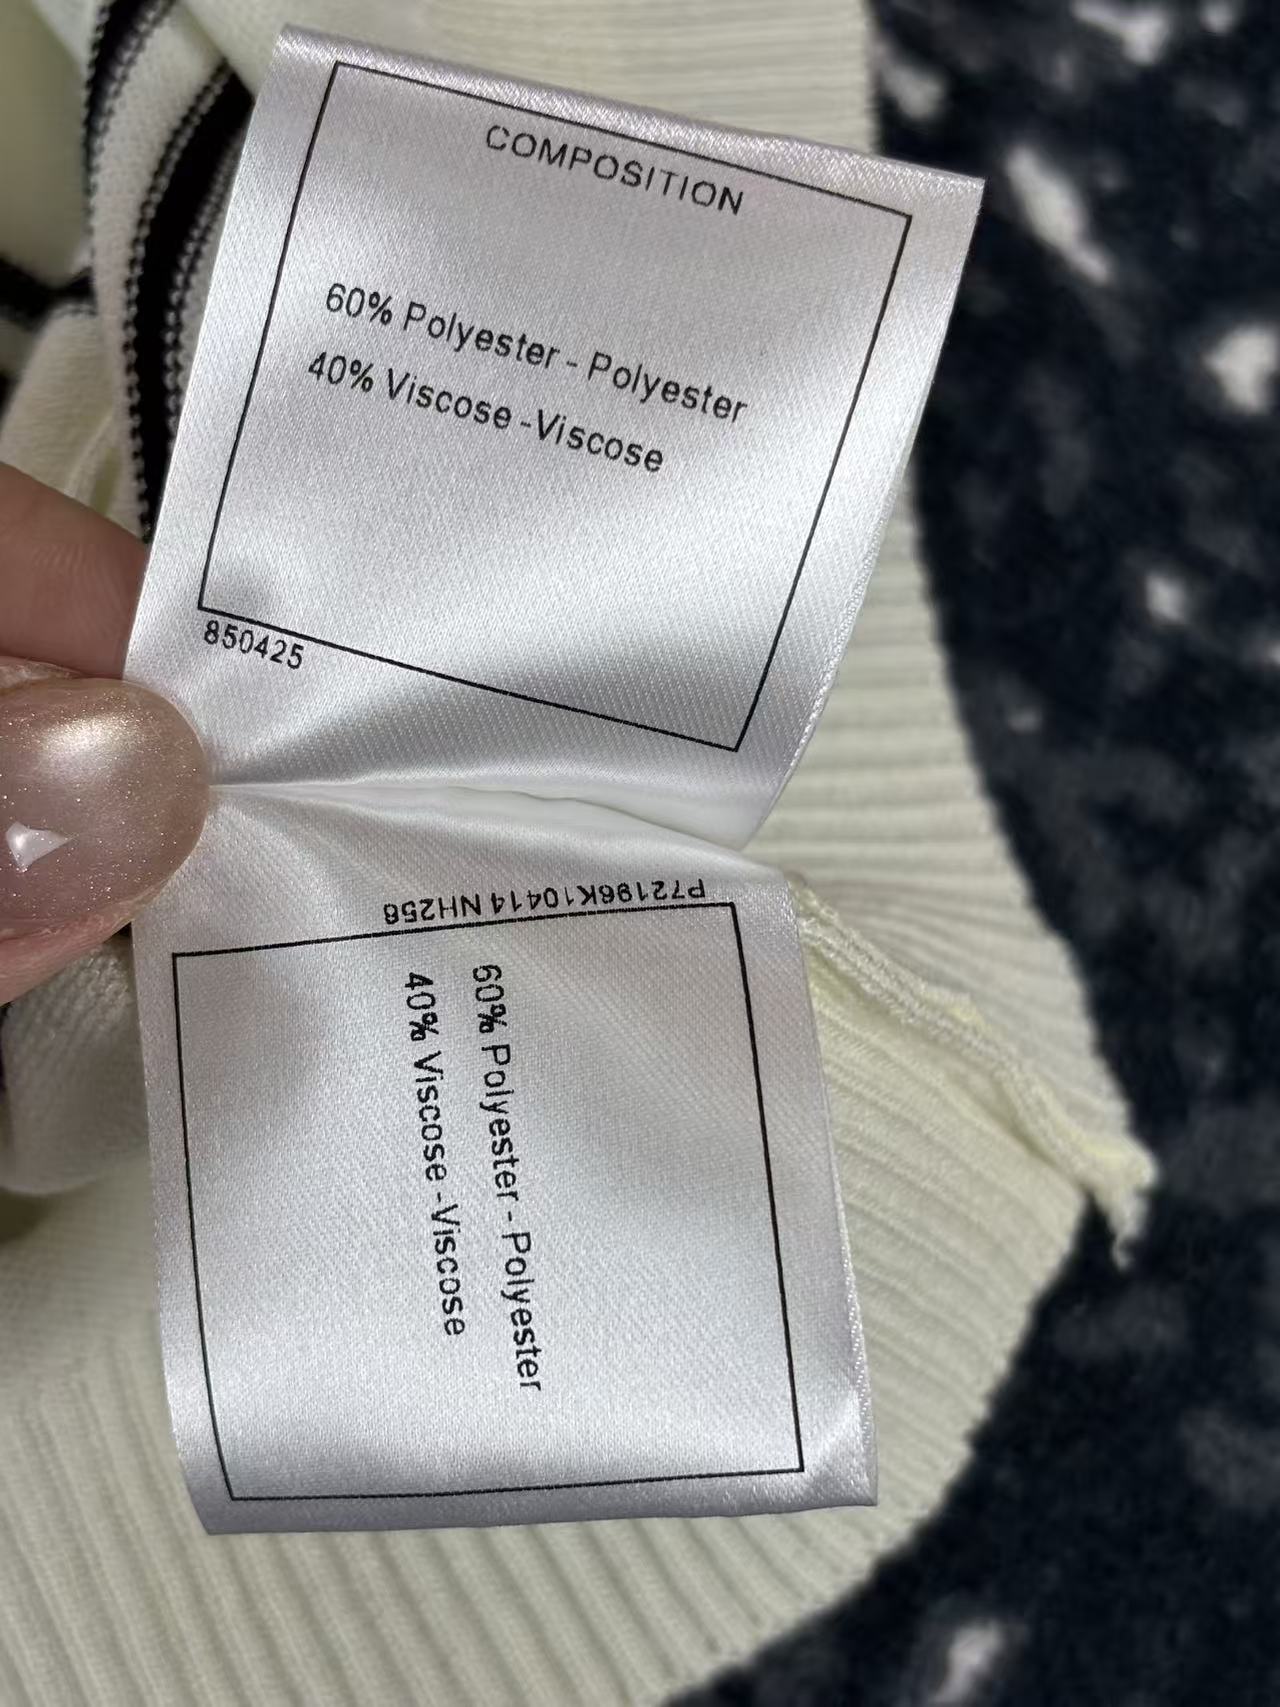 COMPOSITION
60% Polyester - Polyester
40% Viscose -Viscose
850425
P72196K10414 NH258
60% Polyester - Polyester
40% Viscose -Viscose